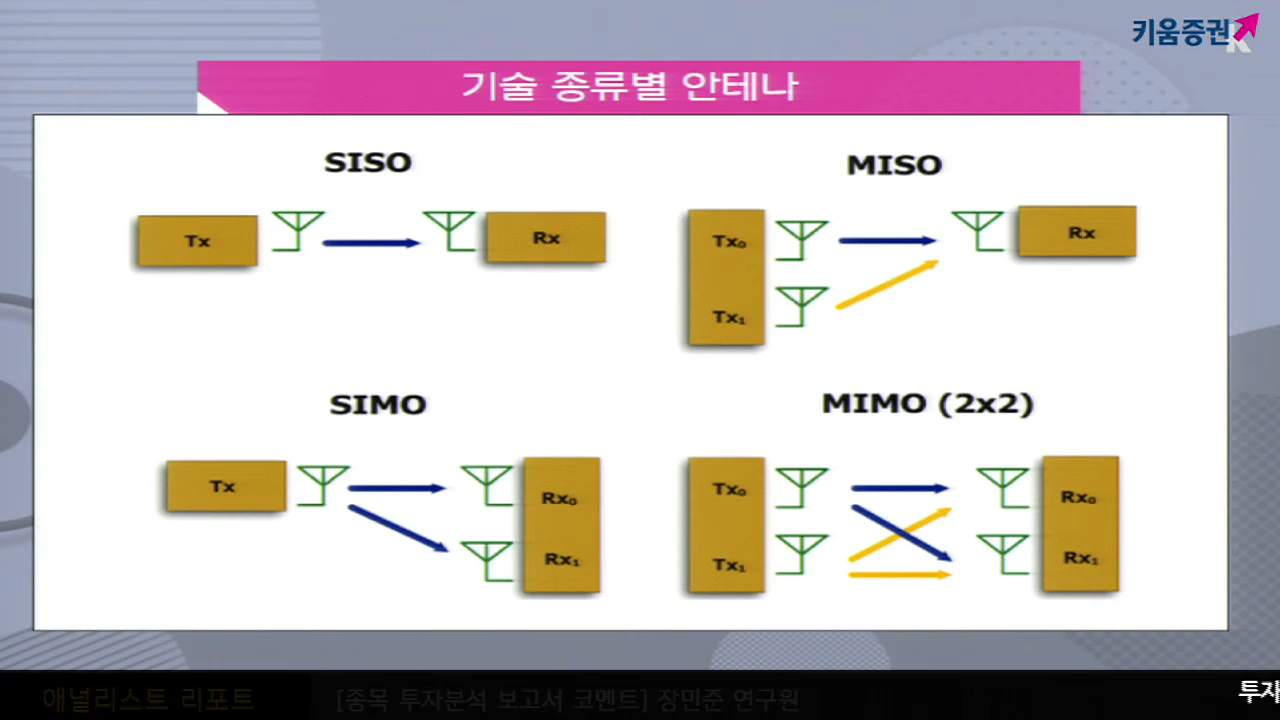 키움증권
기술 종류별 안테나
SISO
Tx
Rx
MISO
Tx₀
Tx₁
Rx
SIMO
Tx
Rx₀
Rx₁
MIMO (2x2)
Tx₀
Tx₁
Rx₀
Rx₁
애널리스트 리포트
[종목 투자분석 보고서 코멘트] 장민준 연구원
투자